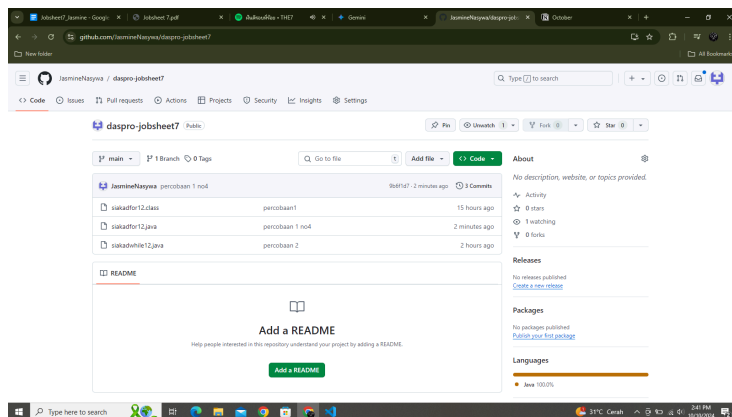 Jobsheet7_Jasmine - Google
Jobsheet 7.pdf
Gemini
JasmineNasywa/daspro-job
October
github.com/JasmineNasywa/daspro-jobsheet7
New folder
All Bookmarks
JasmineNasywa / daspro-jobsheet7
Type / to search
Code Issues Pull requests Actions Projects Security Insights Settings
daspro-jobsheet7 Public
Pin Unwatch 1 Fork 0 Star 0
main 1 Branch 0 Tags Go to file t Add file Code
JasmineNasywa percobaan 1 no4 2 minutes ago 3 Commits
siakadfor12.class percobaan1 15 hours ago
siakadfor12.java percobaan 1 no4 2 minutes ago
siakadwhile12.java percobaan 2 2 hours ago
README
Add a README
Help people interested in this repository understand your project by adding a README.
Add a README
About
No description, website, or topics provided.
Activity
0 stars
1 watching
0 forks
Releases
No releases published
Create a new release
Packages
No packages published
Publish your first package
Languages
Java 100.0%
Type here to search
31°C Cerah
2:41 PM
10/10/2024